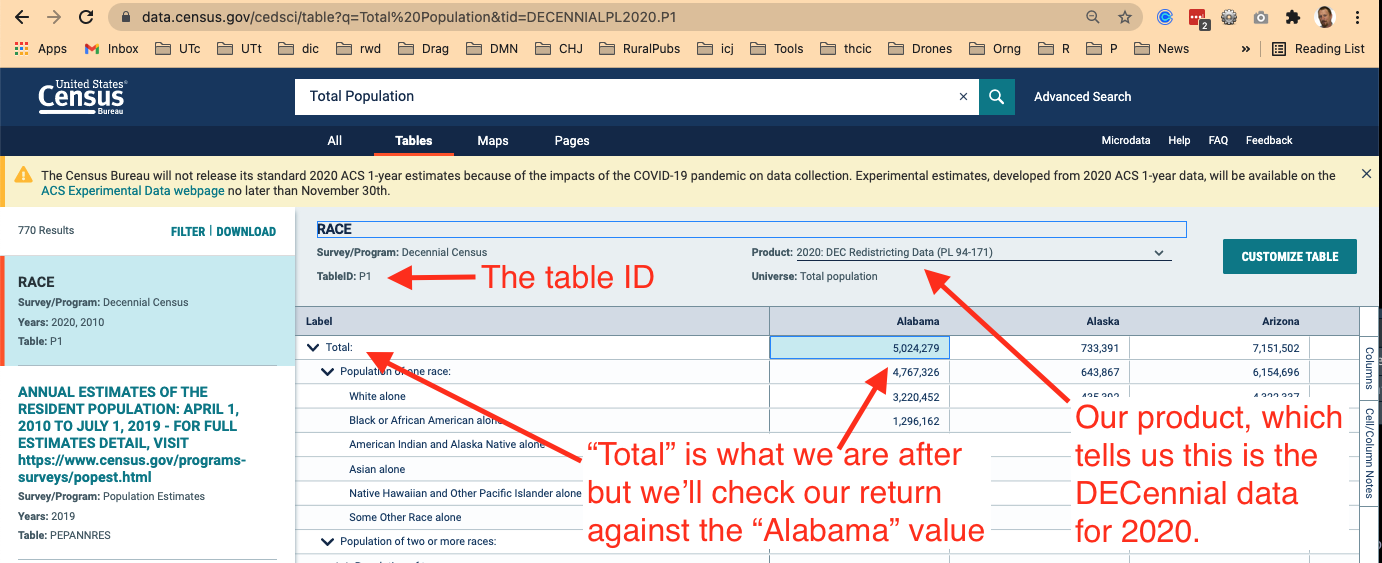 data.census.gov/cedsci/table?q=Total%20Population&tid=DECENNIALPL2020.P1
2
Apps Inbox UTc UTt dic rwd Drag DMN CHJ RuralPubs icj Tools thcic Drones Orng R P News » Reading List
United States®
Census
Bureau
Total Population
Advanced Search
All Tables Maps Pages
Microdata Help FAQ Feedback
The Census Bureau will not release its standard 2020 ACS 1-year estimates because of the impacts of the COVID-19 pandemic on data collection. Experimental estimates, developed from 2020 ACS 1-year data, will be available on the
ACS Experimental Data webpage no later than November 30th.
770 Results
FILTER | DOWNLOAD
RACE
Survey/Program: Decennial Census
Years: 2020, 2010
Table: P1
ANNUAL ESTIMATES OF THE
RESIDENT POPULATION: APRIL 1,
2010 TO JULY 1, 2019 - FOR FULL
ESTIMATES DETAIL, VISIT
https://www.census.gov/programs-
surveys/popest.html
Survey/Program: Population Estimates
Years: 2019
Table: PEPANNRES
RACE
Survey/Program: Decennial Census
TableID: P1
The table ID
Product: 2020: DEC Redistricting Data (PL 94-171)
Universe: Total population
CUSTOMIZE TABLE
Label Alabama Alaska Arizona
Total: 5,024,279 733,391 7,151,502
Population of one race: 4,767,326 643,867 6,154,696
White alone 3,220,452
Black or African American alone 1,296,162
American Indian and Alaska Native alone
Asian alone
Native Hawaiian and Other Pacific Islander alone
Some Other Race alone
Population of two or more races:
“Total” is what we are after
but we’ll check our return
against the “Alabama” value
Our product, which
tells us this is the
DECennial data
for 2020.
Columns
Cell/Column Notes